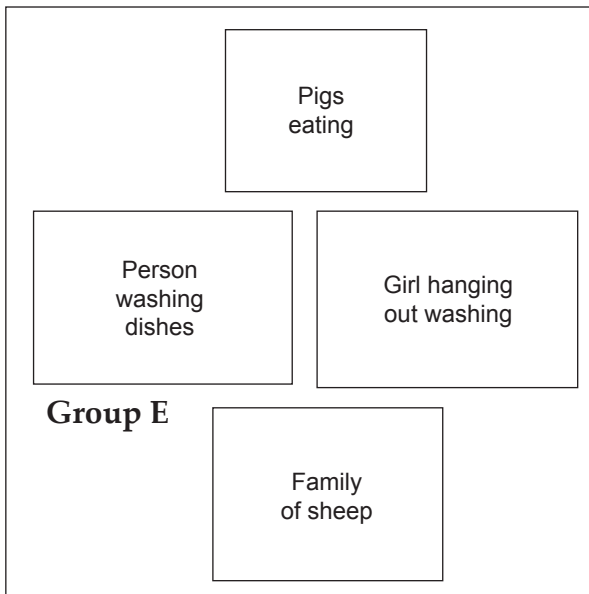 Pigs
eating
Person
washing
dishes
Girl hanging
out washing
Group E
Family
of sheep